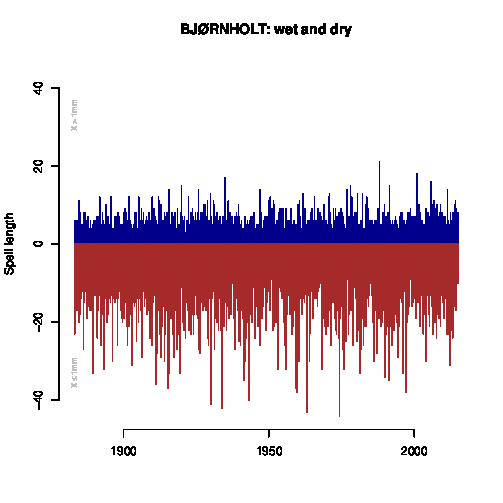 BJØRNHOLT: wet and dry
40
X > 1mm
20
Spell length
0
-20
X ≤ 1mm
-40
1900 1950 2000